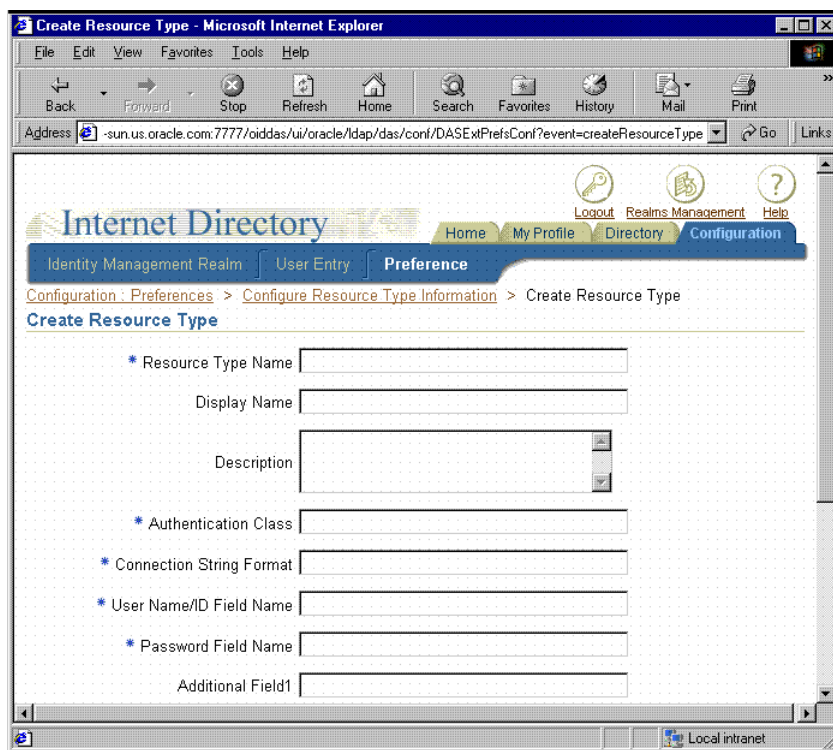 Create Resource Type - Microsoft Internet Explorer
File Edit View Favorites Tools Help
Back Forward Stop Refresh Home Search Favorites History Mail Print »
Address -sun.us.oracle.com:7777/oiddas/ui/oracle/ldap/das/conf/DASExtPrefsConf?event=createResourceType Go Links
Logout Realms Management Help
Internet Directory
Home My Profile Directory Configuration
Identity Management Realm User Entry Preference
Configuration : Preferences > Configure Resource Type Information > Create Resource Type
Create Resource Type
* Resource Type Name
Display Name
Description
* Authentication Class
* Connection String Format
* User Name/ID Field Name
* Password Field Name
Additional Field1
Local intranet